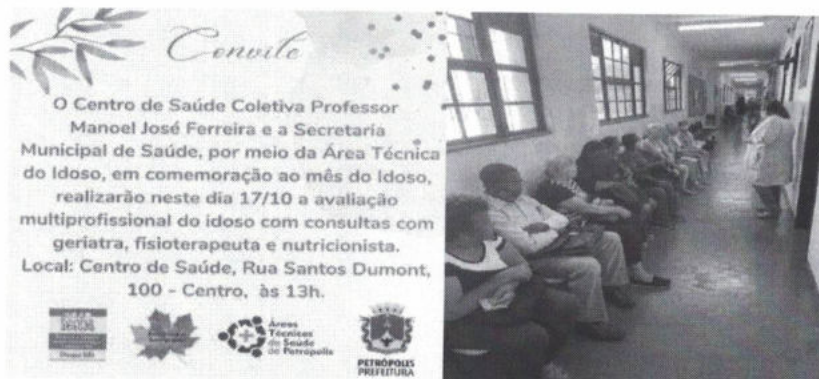 Convite
O Centro de Saúde Coletiva Professor
Manoel José Ferreira e a Secretaria
Municipal de Saúde, por meio da Área Técnica
do Idoso, em comemoração ao mês do Idoso,
realizarão neste dia 17/10 a avaliação
multiprofissional do idoso com consultas com
geriatra, fisioterapeuta e nutricionista.
Local: Centro de Saúde, Rua Santos Dumont,
100 - Centro, às 13h.
Áreas
Técnicas
de Saúde
de Petrópolis
PETRÓPOLIS
PREFEITURA